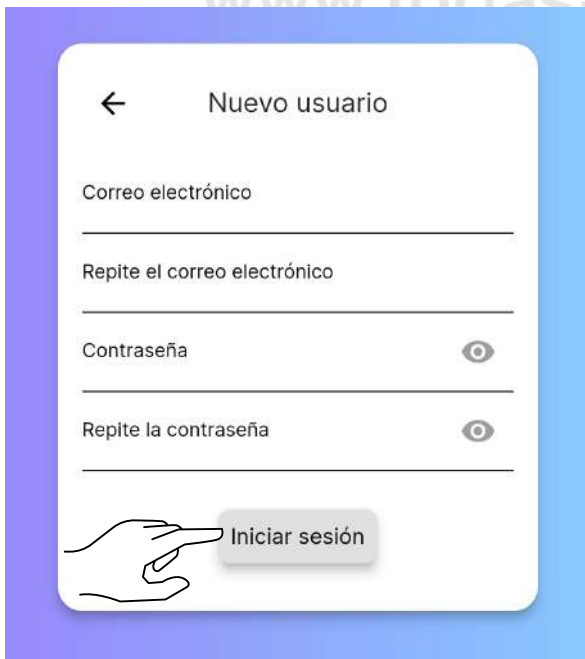 Nuevo usuario
Correo electrónico
Repite el correo electrónico
Contraseña
Repite la contraseña
Iniciar sesión